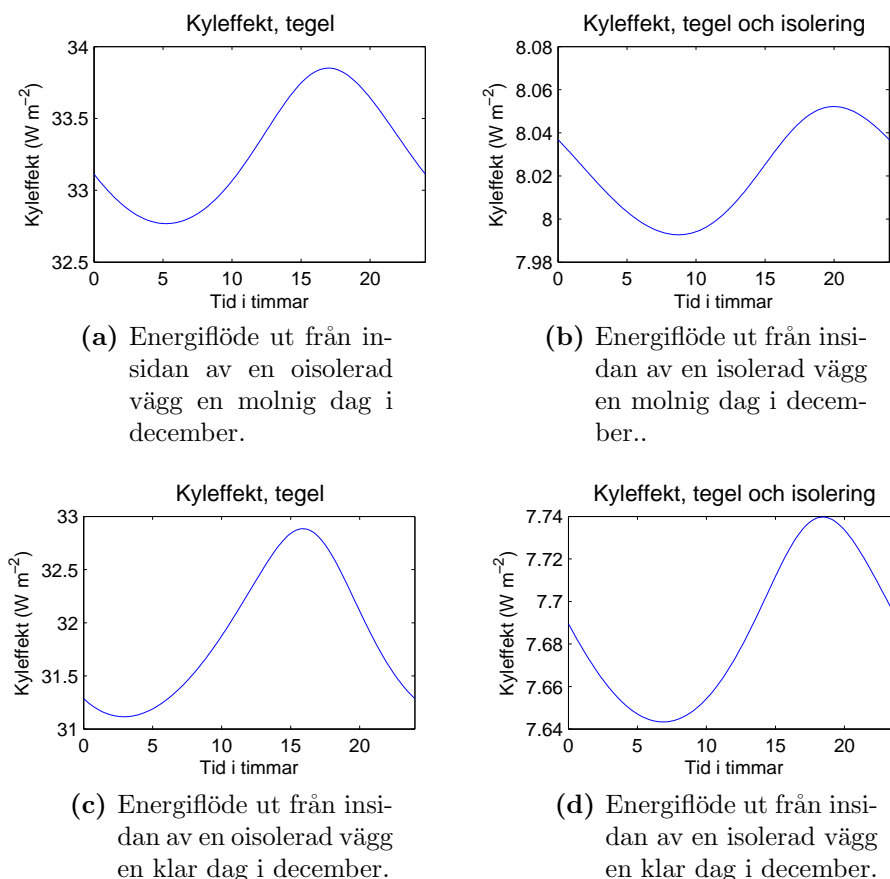 Kyleffekt, tegel
34
33.5
33
32.5
Kyleffekt (W m−2)
0 5 10 15 20
Tid i timmar
(a) Energiflöde ut från in-
sidan av en oisolerad
vägg en molnig dag i
december.
Kyleffekt, tegel och isolering
8.08
8.06
8.04
8.02
8
7.98
Kyleffekt (W m−2)
0 5 10 15 20
Tid i timmar
(b) Energiflöde ut från insi-
dan av en isolerad vägg
en molnig dag i decem-
ber..
Kyleffekt, tegel
33
32.5
32
31.5
31
Kyleffekt (W m−2)
0 5 10 15 20
Tid i timmar
(c) Energiflöde ut från insi-
dan av en oisolerad vägg
en klar dag i december.
Kyleffekt, tegel och isolering
7.74
7.72
7.7
7.68
7.66
7.64
Kyleffekt (W m−2)
0 5 10 15 20
Tid i timmar
(d) Energiflöde ut från insi-
dan av en isolerad vägg
en klar dag i december.